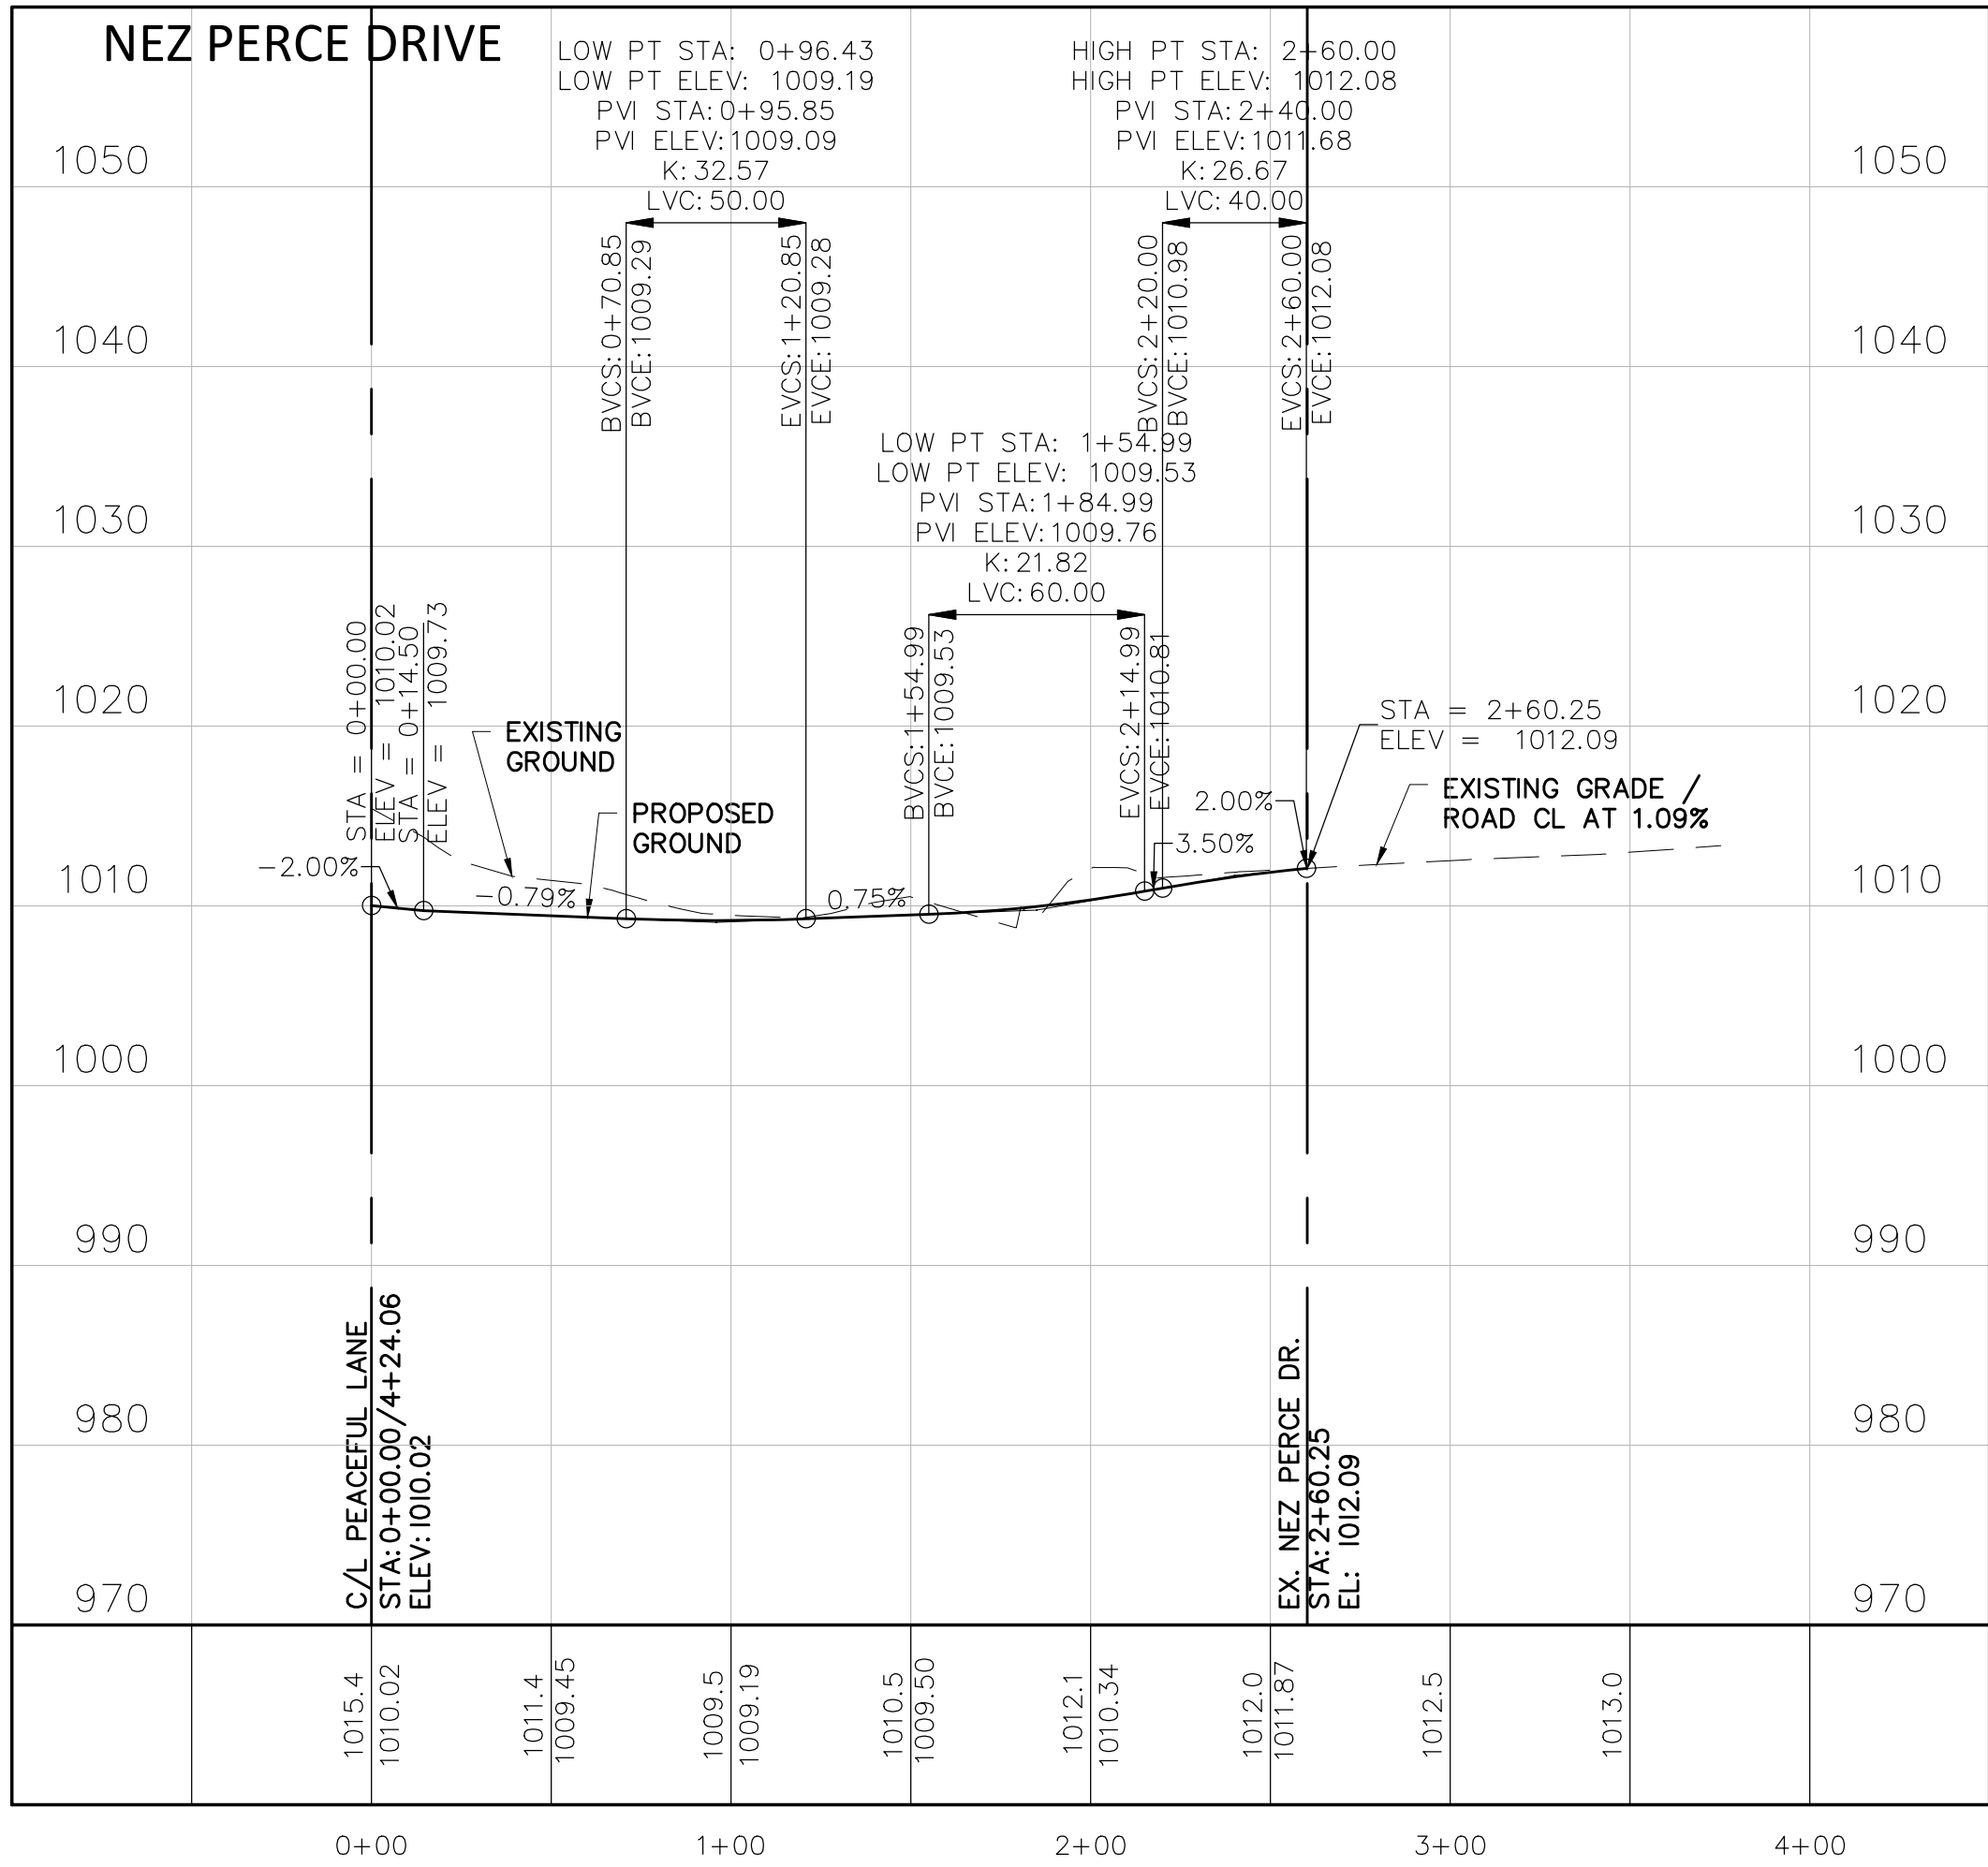 NEZ PERCE DRIVE
LOW PT STA: 0+96.43
LOW PT ELEV: 1009.19
PVI STA:0+95.85
PVI ELEV:1009.09
K:32.57
LVC:50.00
HIGH PT STA: 2+60.00
HIGH PT ELEV: 1012.08
PVI STA:2+40.00
PVI ELEV:1011.68
K:26.67
LVC:40.00
BVCS:0+70.85
BVCE:1009.29
EVCS:1+20.85
EVCE:1009.28
BVCS:2+20.00
BVCE:1010.98
EVCS:2+60.00
EVCE:1012.08
LOW PT STA: 1+54.99
LOW PT ELEV: 1009.53
PVI STA:1+84.99
PVI ELEV:1009.76
K:21.82
LVC:60.00
BVCS:1+54.99
BVCE:1009.53
EVCS:2+14.99
EVCE:1010.81
STA = 0+00.00
ELEV = 1010.02
STA = 0+14.50
ELEV = 1009.73
EXISTING
GROUND
PROPOSED
GROUND
STA = 2+60.25
ELEV = 1012.09
EXISTING GRADE /
ROAD CL AT 1.09%
-2.00%
-0.79%
0.75%
3.50%
2.00%
1050
1040
1030
1020
1010
1000
990
980
970
1050
1040
1030
1020
1010
1000
990
980
970
C/L PEACEFUL LANE
STA:0+00.00/4+24.06
ELEV:1010.02
EX. NEZ PERCE DR.
STA:2+60.25
EL: 1012.09
1015.4
1010.02
1011.4
1009.45
1009.5
1009.19
1010.5
1009.50
1012.1
1010.34
1012.0
1011.87
1012.5
1013.0
0+00
1+00
2+00
3+00
4+00